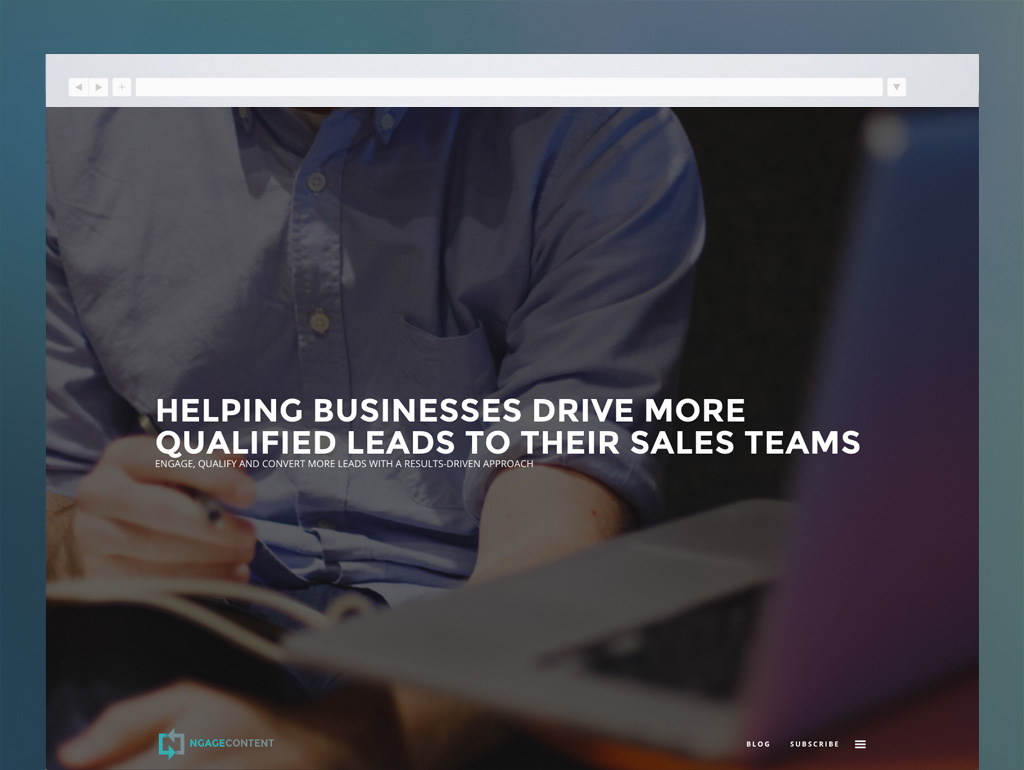 HELPING BUSINESSES DRIVE MORE
QUALIFIED LEADS TO THEIR SALES TEAMS
ENGAGE, QUALIFY AND CONVERT MORE LEADS WITH A RESULTS-DRIVEN APPROACH
NGAGECONTENT
BLOG SUBSCRIBE